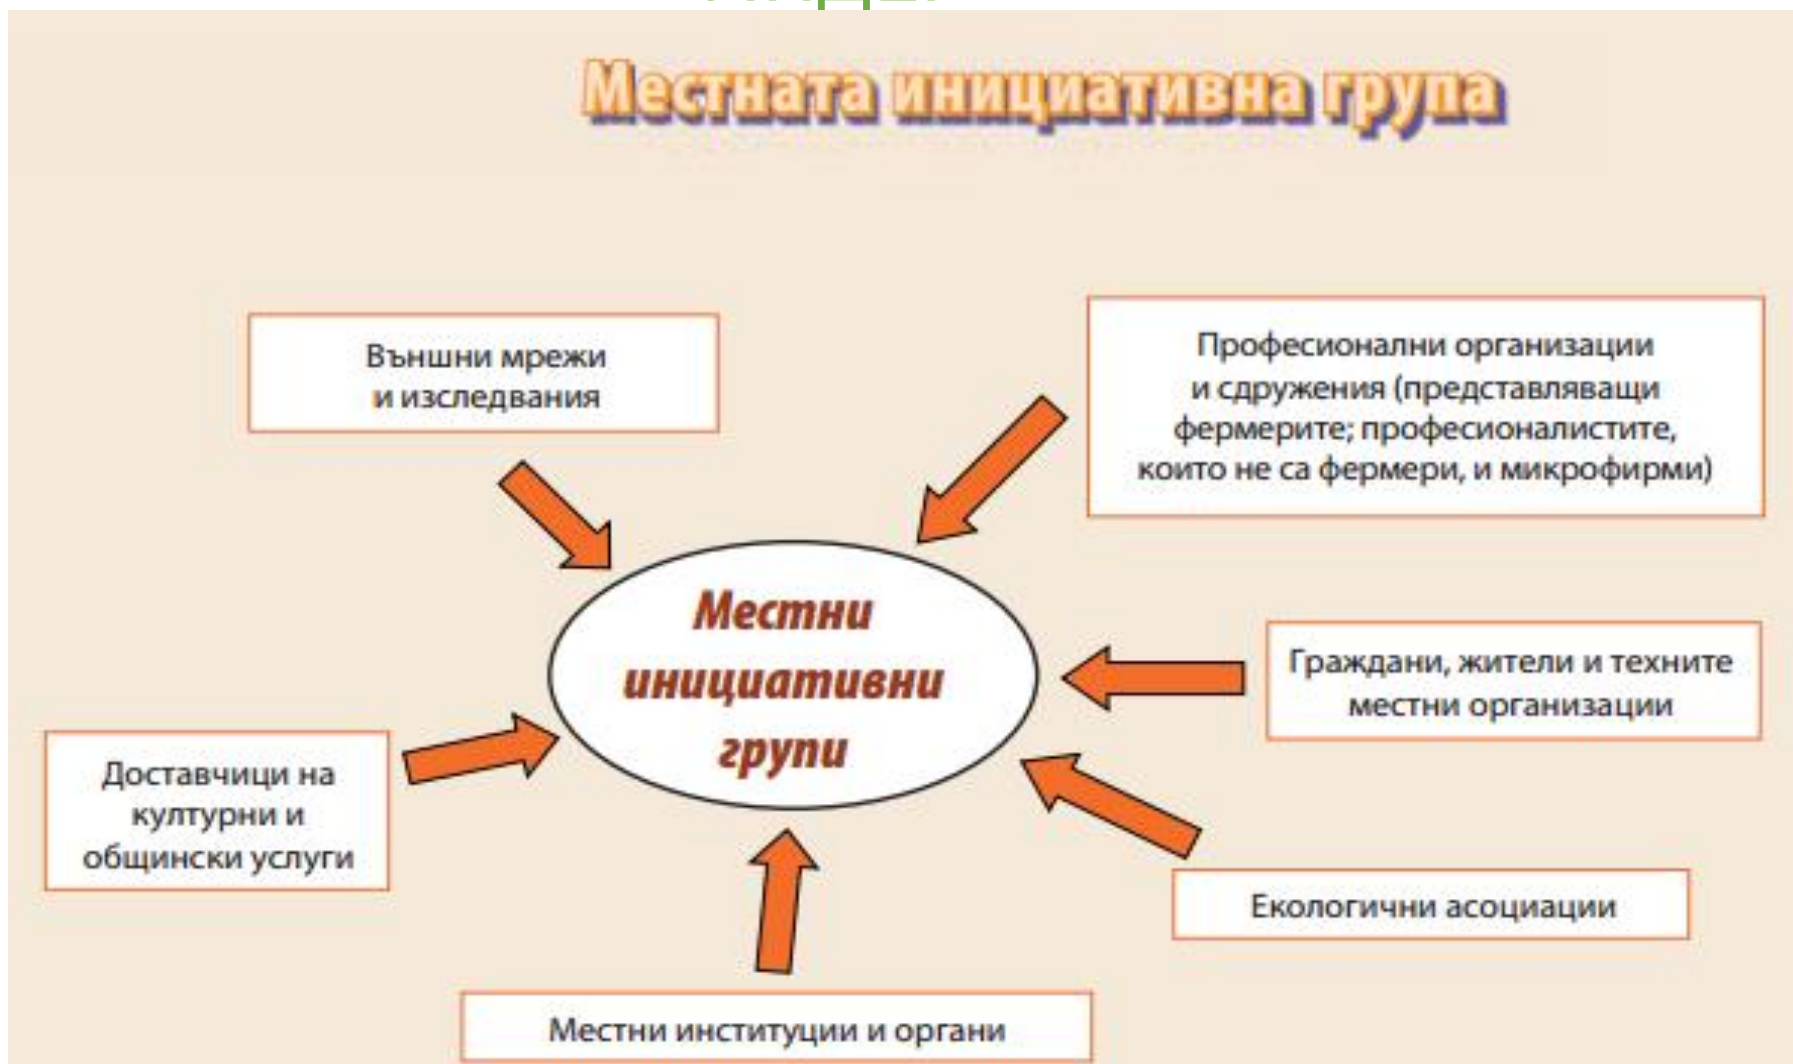 Местната инициативна група
Външни мрежи
и изследвания
Професионални организации
и сдружения (представляващи
фермерите; професионалистите,
които не са фермери, и микрофирми)
Местни
инициативни
групи
Граждани, жители и техните
местни организации
Доставчици на
културни и
общински услуги
Екологични асоциации
Местни институции и органи